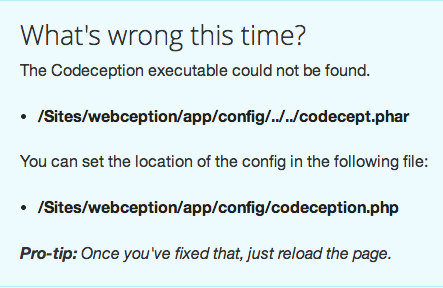 What's wrong this time?
The Codeception executable could not be found.
• /Sites/webception/app/config/../../codecept.phar
You can set the location of the config in the following file:
• /Sites/webception/app/config/codeception.php
Pro-tip: Once you've fixed that, just reload the page.